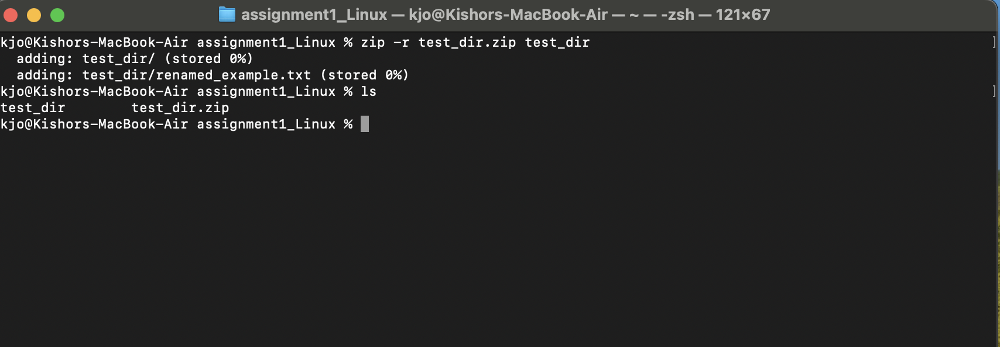 assignment1_Linux — kjo@Kishors-MacBook-Air — ~ — -zsh — 121×67
kjo@Kishors-MacBook-Air assignment1_Linux % zip -r test_dir.zip test_dir ]
  adding: test_dir/ (stored 0%)
  adding: test_dir/renamed_example.txt (stored 0%)
kjo@Kishors-MacBook-Air assignment1_Linux % ls ]
test_dir        test_dir.zip
kjo@Kishors-MacBook-Air assignment1_Linux %